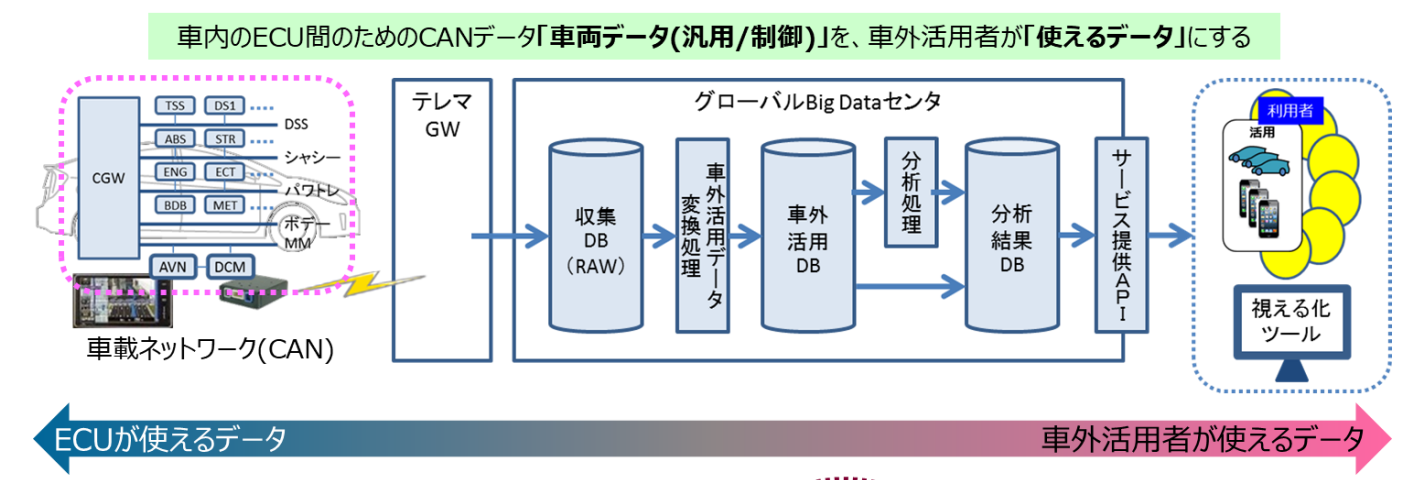 車内のECU間のためのCANデータ「車両データ(汎用/制御)」を、車外活用者が「使えるデータ」にする
CGW
TSS
DS1
DSS
ABS
STR
シャシー
ENG
ECT
パワトレ
BDB
MET
ボデー
MM
AVN
DCM
車載ネットワーク(CAN)
テレマ
GW
グローバルBig Dataセンタ
収集
DB
(RAW)
車外活用データ
変換処理
車外
活用
DB
分析処理
分析
結果
DB
サービス提供API
利用者
活用
視える化
ツール
ECUが使えるデータ
車外活用者が使えるデータ